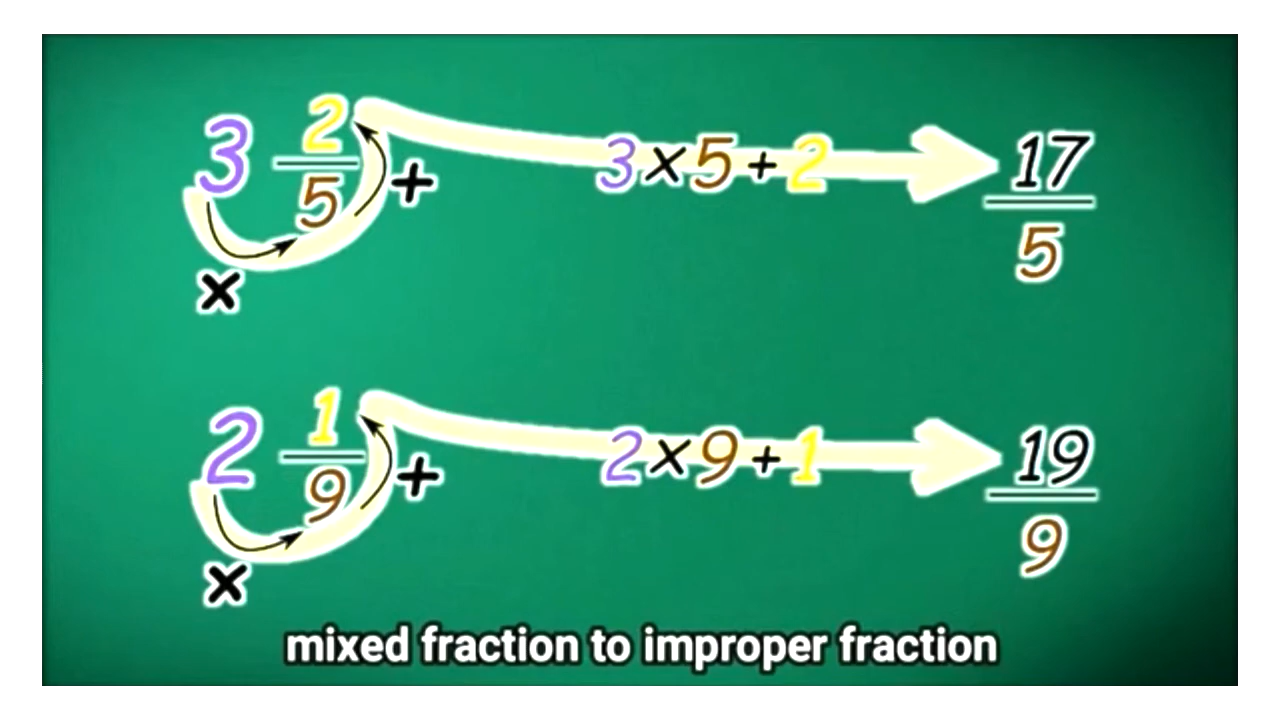 3 2/5 + 3×5+2 17/5
×
2 1/9 + 2×9+1 19/9
×
mixed fraction to improper fraction